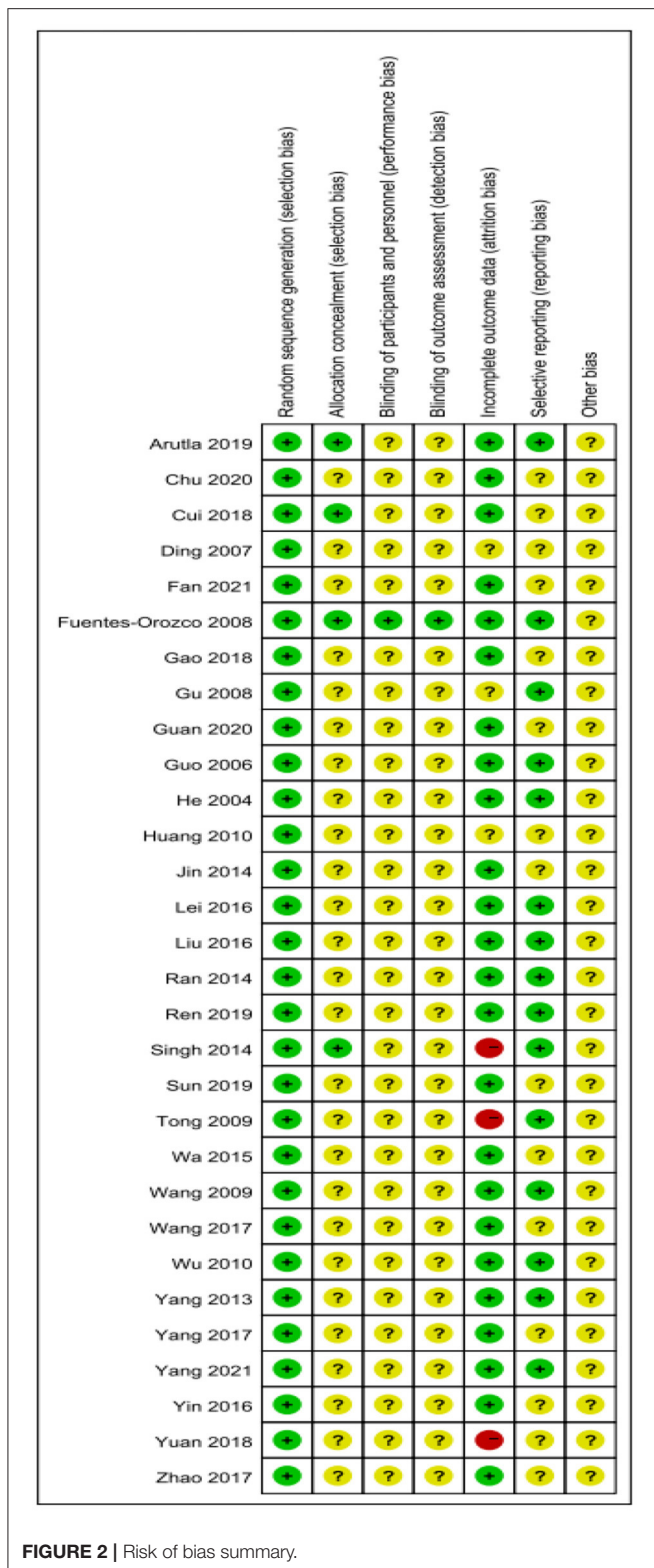 Random sequence generation (selection bias)
Allocation concealment (selection bias)
Blinding of participants and personnel (performance bias)
Blinding of outcome assessment (detection bias)
Incomplete outcome data (attrition bias)
Selective reporting (reporting bias)
Other bias
Arutla 2019 + + ? ? + + ?
Chu 2020 + ? ? ? + ? ?
Cui 2018 + + ? ? + ? ?
Ding 2007 + ? ? ? ? ? ?
Fan 2021 + ? ? ? + ? ?
Fuentes-Orozco 2008 + + + + + + ?
Gao 2018 + ? ? ? + ? ?
Gu 2008 + ? ? ? ? + ?
Guan 2020 + ? ? ? + ? ?
Guo 2006 + ? ? ? + + ?
He 2004 + ? ? ? + + ?
Huang 2010 + ? ? ? ? ? ?
Jin 2014 + ? ? ? + ? ?
Lei 2016 + ? ? ? + + ?
Liu 2016 + ? ? ? + + ?
Ran 2014 + ? ? ? + + ?
Ren 2019 + ? ? ? + + ?
Singh 2014 + + ? ? − + ?
Sun 2019 + ? ? ? + ? ?
Tong 2009 + ? ? ? − + ?
Wa 2015 + ? ? ? + ? ?
Wang 2009 + ? ? ? + + ?
Wang 2017 + ? ? ? + ? ?
Wu 2010 + ? ? ? + + ?
Yang 2013 + ? ? ? + + ?
Yang 2017 + ? ? ? + ? ?
Yang 2021 + ? ? ? + + ?
Yin 2016 + ? ? ? + ? ?
Yuan 2018 + ? ? ? − ? ?
Zhao 2017 + ? ? ? + ? ?
FIGURE 2 | Risk of bias summary.